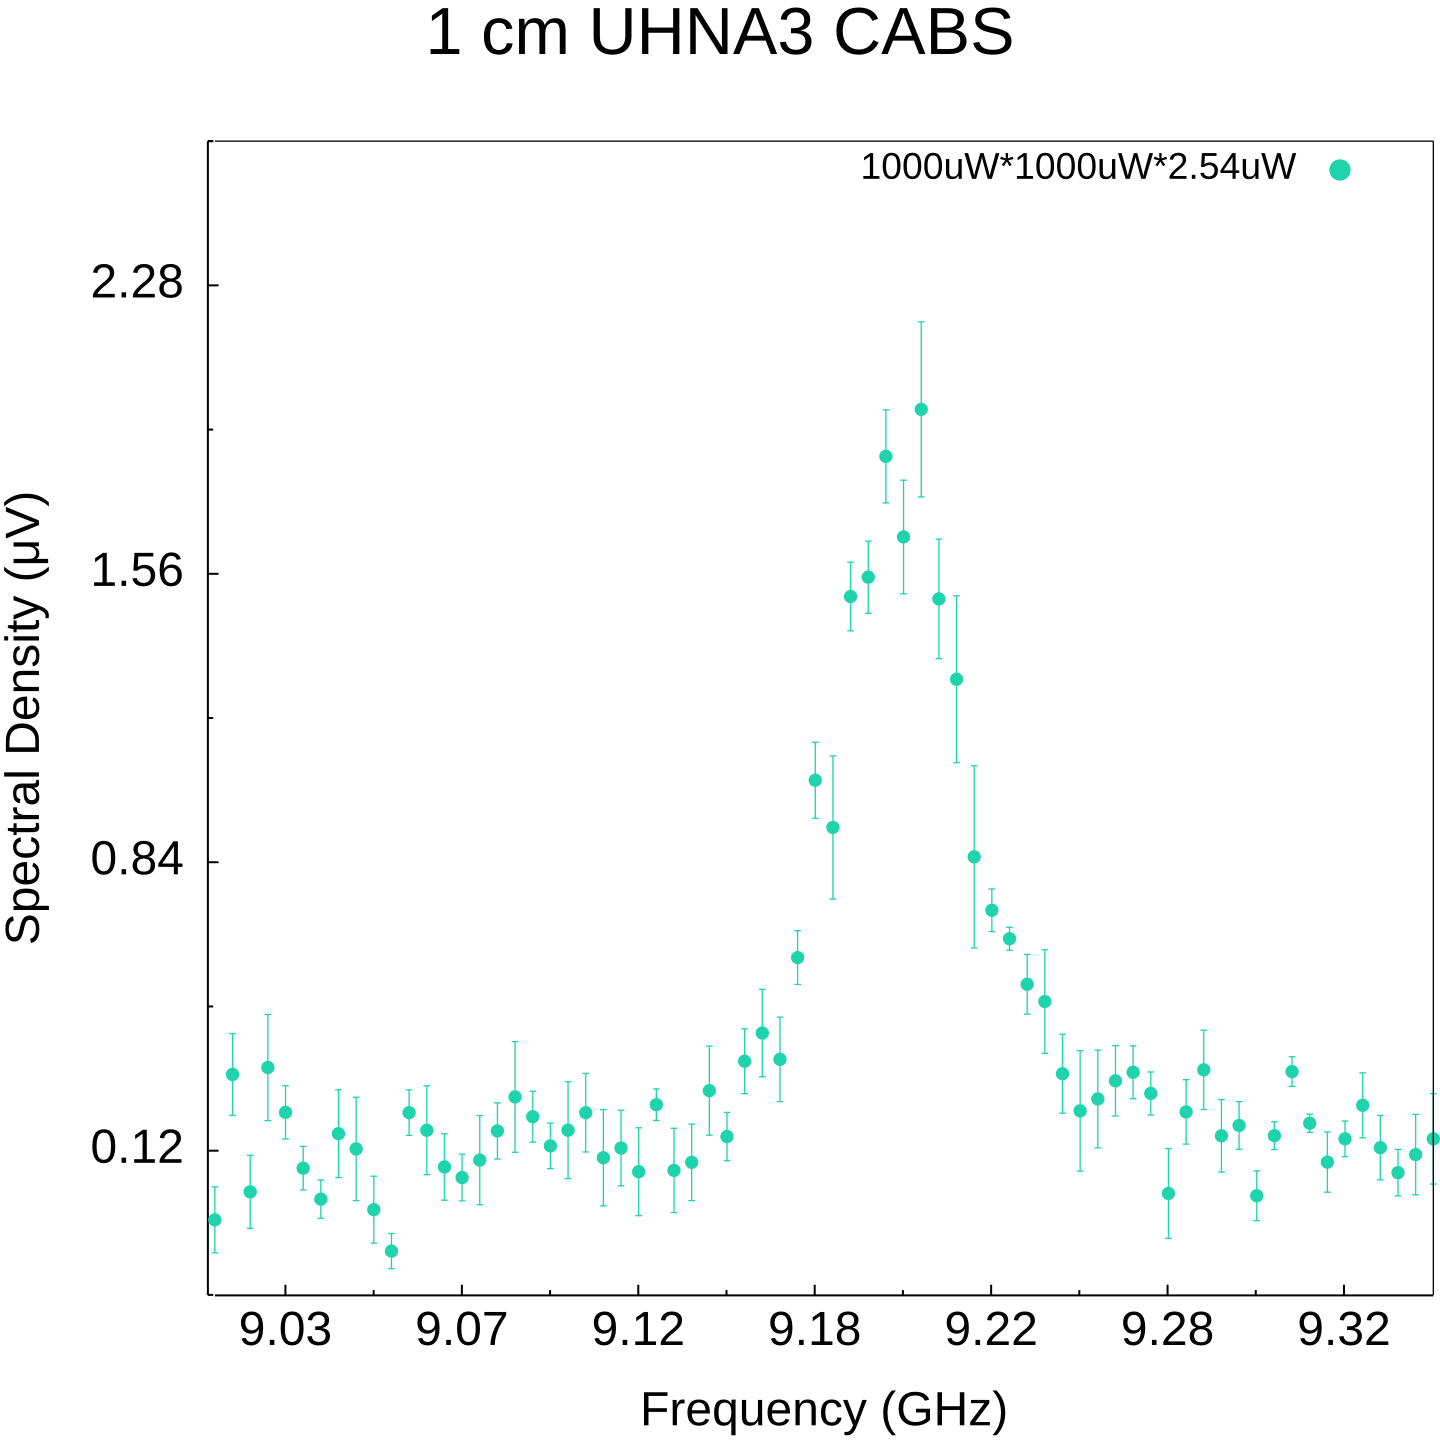 1 cm UHNA3 CABS
1000uW*1000uW*2.54uW
2.28
1.56
0.84
0.12
Spectral Density (μV)
9.03 9.07 9.12 9.18 9.22 9.28 9.32
Frequency (GHz)